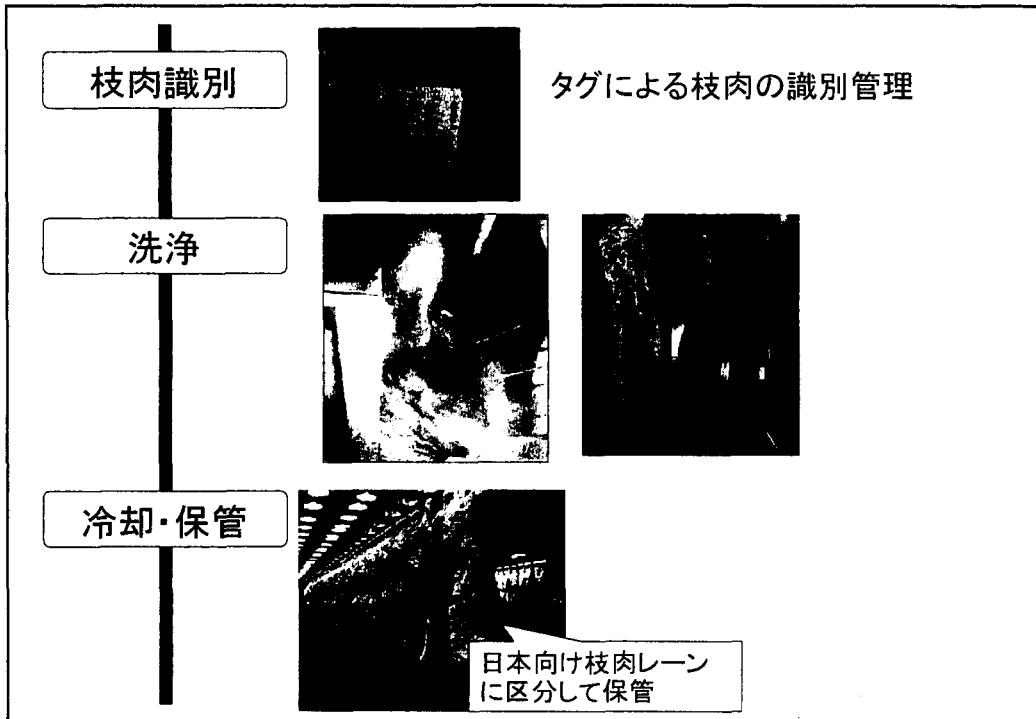 枝肉識別
タグによる枝肉の識別管理
洗浄
冷却・保管
日本向け枝肉レーン
に区分して保管